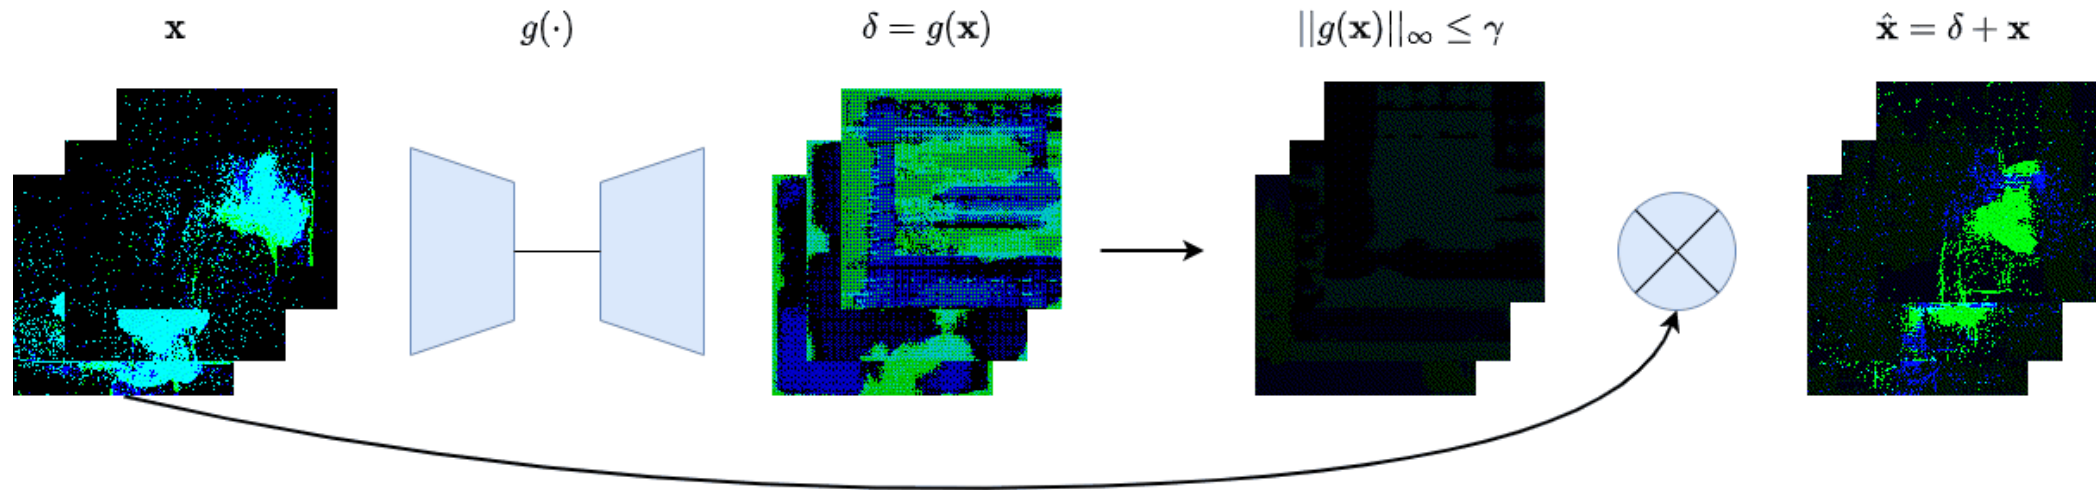 x
g(·)
δ = g(x)
||g(x)||∞ ≤ γ
x̂ = δ + x